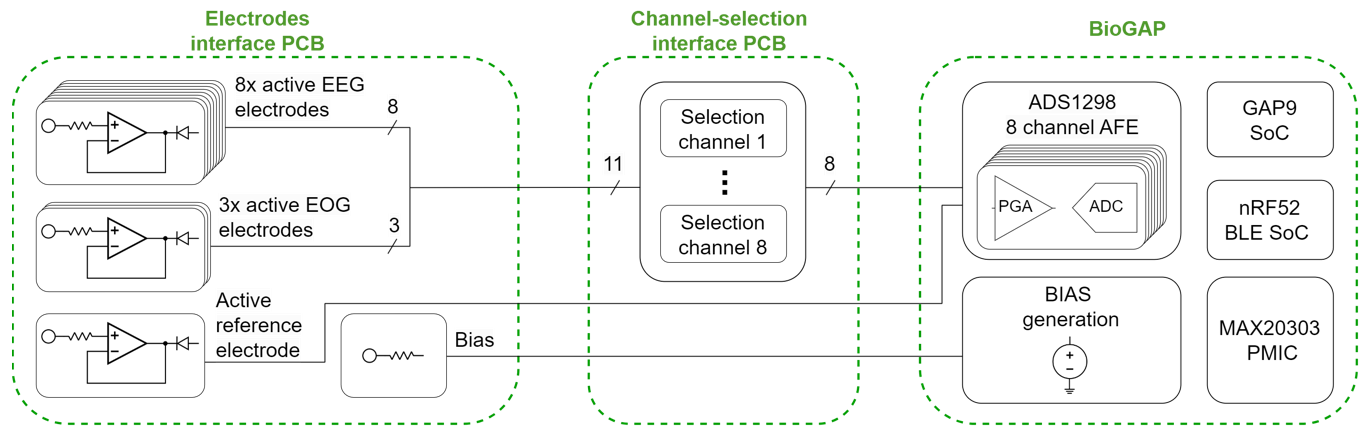 Electrodes
interface PCB
8x active EEG
electrodes
8
3x active EOG
electrodes
3
Active
reference
electrode
Bias
Channel-selection
interface PCB
11
Selection
channel 1
Selection
channel 8
8
BioGAP
ADS1298
8 channel AFE
PGA
ADC
BIAS
generation
GAP9
SoC
nRF52
BLE SoC
MAX20303
PMIC